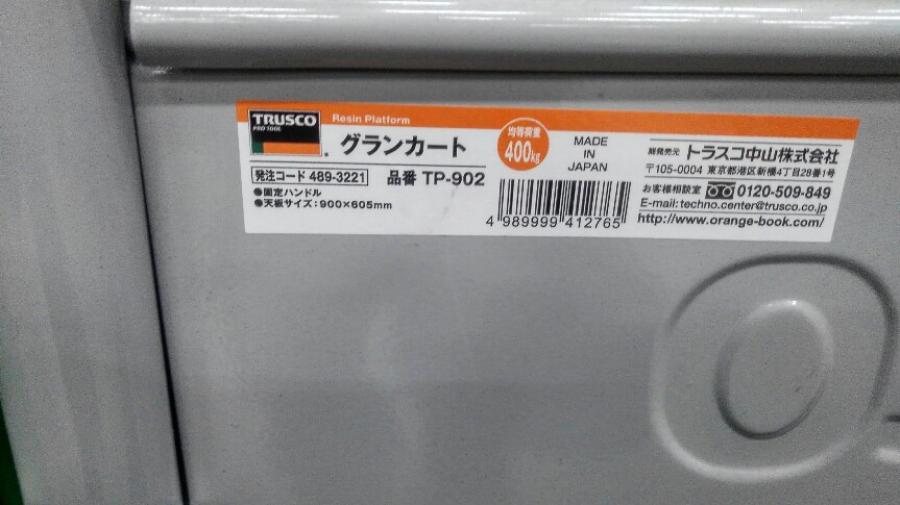 TRUSCO
PRO TOOL
Resin Platform
グランカート
均等荷重
400kg
MADE
IN
JAPAN
発注コード 489-3221
品番 TP-902
●固定ハンドル
●天板サイズ:900×605mm
4 989999 412765
開発元 トラスコ中山株式会社
〒105-0004 東京都港区新橋4丁目28番1号
お客様相談室 0120-509-849
E-mail:techno.center@trusco.co.jp
http://www.orange-book.com/